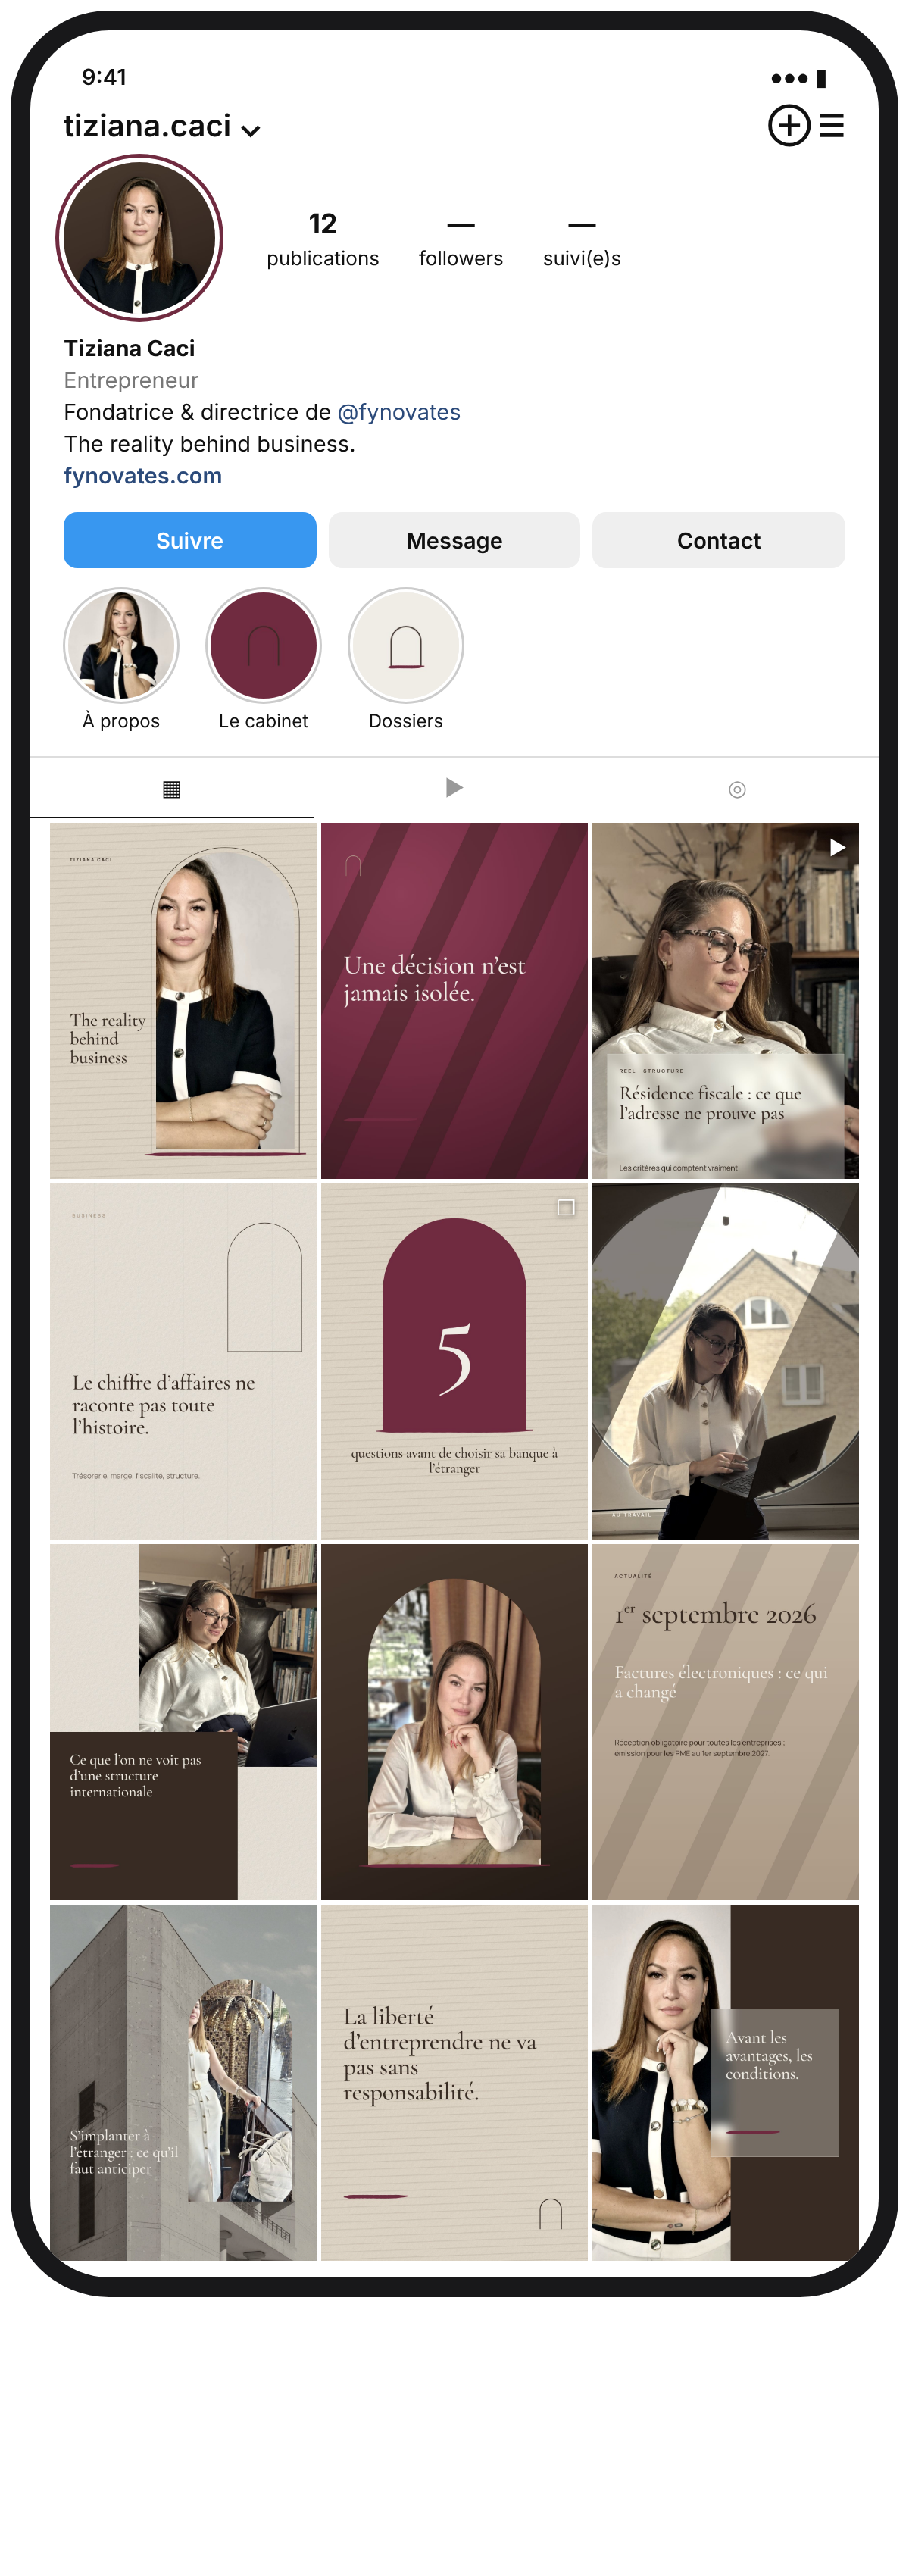 9:41
tiziana.caci
12
—
—
publications
followers
suivi(e)s
Tiziana Caci
Entrepreneur
Fondatrice & directrice de @fynovates
The reality behind business.
fynovates.com
Suivre
Message
Contact
À propos
Le cabinet
Dossiers
TIZIANA CACI
The reality
behind
business
Une décision n’est
jamais isolée.
REEL · STRUCTURE
Résidence fiscale : ce que
l’adresse ne prouve pas
Les critères qui comptent vraiment.
BUSINESS
Le chiffre d’affaires ne
raconte pas toute
l’histoire.
Trésorerie, marge, fiscalité, structure.
5
questions avant de choisir sa banque à
l’étranger
AU TRAVAIL
Ce que l’on ne voit pas
d’une structure
internationale
ACTUALITÉ
1er septembre 2026
Factures électroniques : ce qui
a changé
Réception obligatoire pour toutes les entreprises ;
émission pour les PME au 1er septembre 2027.
S’implanter à
l’étranger : ce qu’il
faut anticiper
La liberté
d’entreprendre ne va
pas sans
responsabilité.
Avant les
avantages, les
conditions.